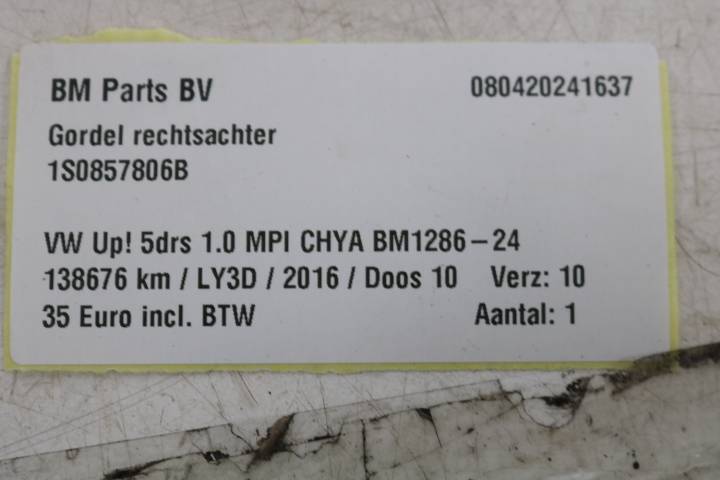 BM Parts BV 080420241637
Gordel rechtsachter
1S0857806B
VW Up! 5drs 1.0 MPI CHYA BM1286-24
138676 km / LY3D / 2016 / Doos 10 Verz: 10
35 Euro incl. BTW Aantal: 1